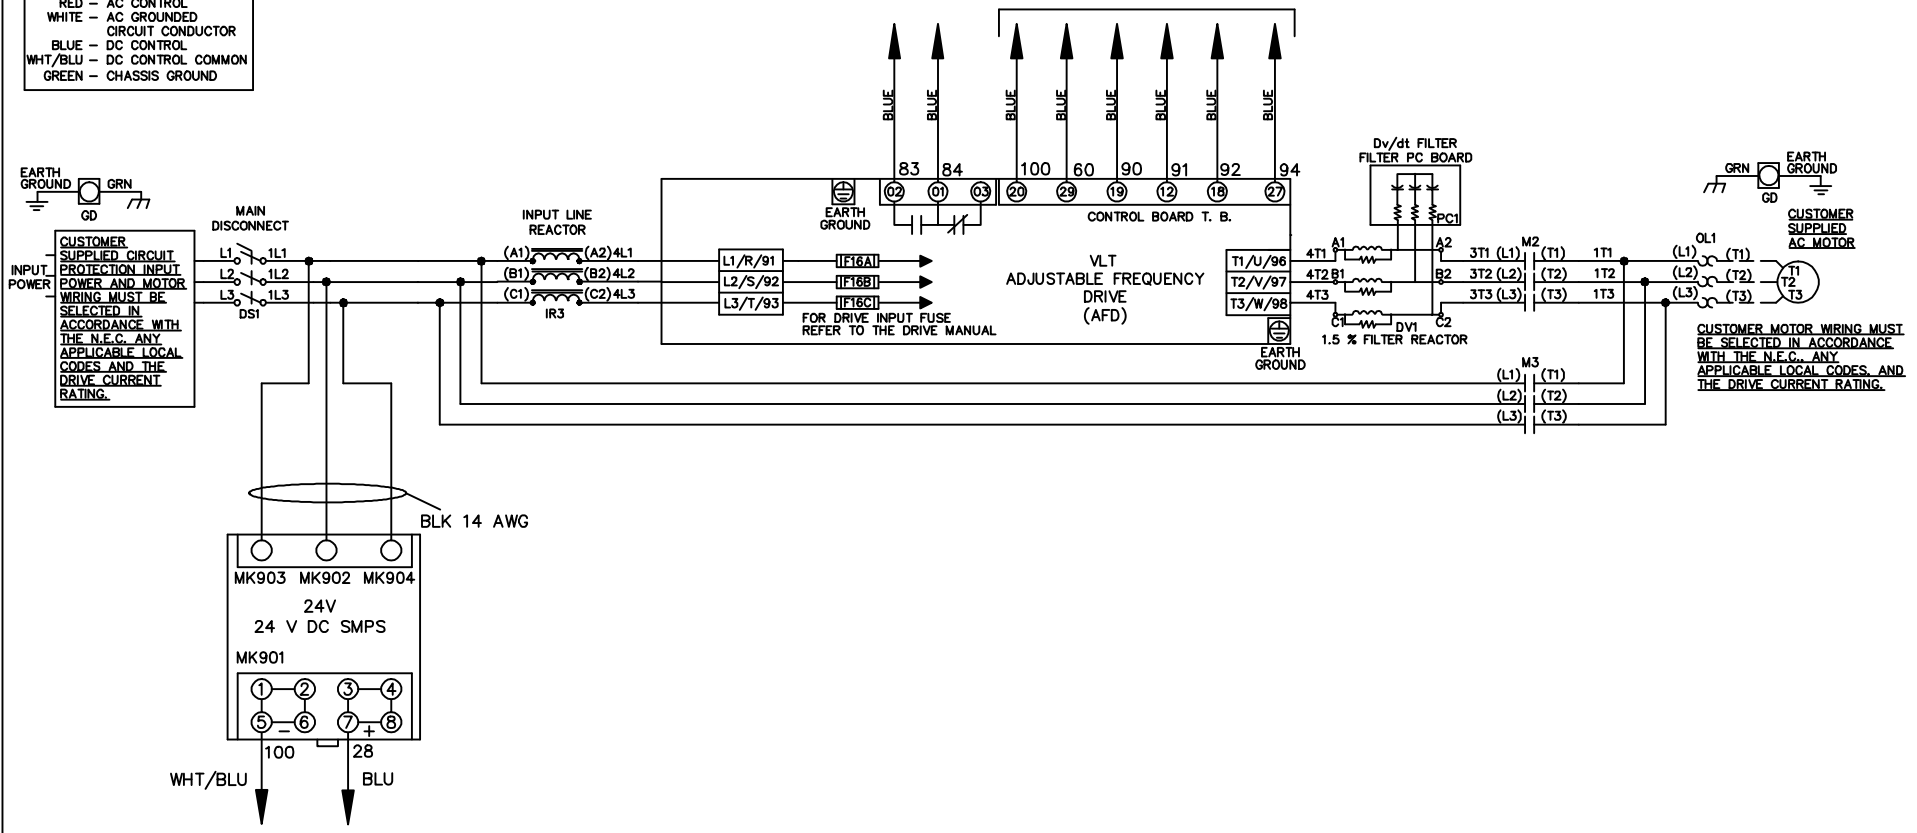 RED – AC CONTROL
WHITE – AC GROUNDED
CIRCUIT CONDUCTOR
BLUE – DC CONTROL
WHT/BLU – DC CONTROL COMMON
GREEN – CHASSIS GROUND
BLUE
BLUE
BLUE
BLUE
BLUE
BLUE
BLUE
BLUE
83
84
100
60
90
91
92
94
02
01
03
20
29
19
12
18
27
EARTH
GROUND
CONTROL BOARD T. B.
Dv/dt FILTER
FILTER PC BOARD
PC1
EARTH
GROUND
GRN
GD
MAIN
DISCONNECT
INPUT LINE
REACTOR
GRN
EARTH
GROUND
GD
CUSTOMER
SUPPLIED
AC MOTOR
INPUT
POWER
CUSTOMER
SUPPLIED CIRCUIT
PROTECTION INPUT
POWER AND MOTOR
WIRING MUST BE
SELECTED IN
ACCORDANCE WITH
THE N.E.C. ANY
APPLICABLE LOCAL
CODES AND THE
DRIVE CURRENT
RATING.
L1 1L1
L2 1L2
L3 1L3
DS1
(A1) (A2) 4L1
(B1) (B2) 4L2
(C1) (C2) 4L3
IR3
L1/R/91
L2/S/92
L3/T/93
F16A
F16B
F16C
FOR DRIVE INPUT FUSE
REFER TO THE DRIVE MANUAL
VLT
ADJUSTABLE FREQUENCY
DRIVE
(AFD)
T1/U/96
T2/V/97
T3/W/98
EARTH
GROUND
4T1 A1 A2
4T2 B1 B2
4T3
C1 C2
DV1
1.5 % FILTER REACTOR
M2
3T1 (L1) (T1) 1T1
3T2 (L2) (T2) 1T2
3T3 (L3) (T3) 1T3
OL1
(L1) (T1)
(L2) (T2)
(L3) (T3)
T1
T2
T3
CUSTOMER MOTOR WIRING MUST
BE SELECTED IN ACCORDANCE
WITH THE N.E.C., ANY
APPLICABLE LOCAL CODES, AND
THE DRIVE CURRENT RATING.
M3
(L1) (T1)
(L2) (T2)
(L3) (T3)
BLK 14 AWG
MK903 MK902 MK904
24V
24 V DC SMPS
MK901
1 2 3 4
5 6 7 8
– +
100
28
WHT/BLU
BLU